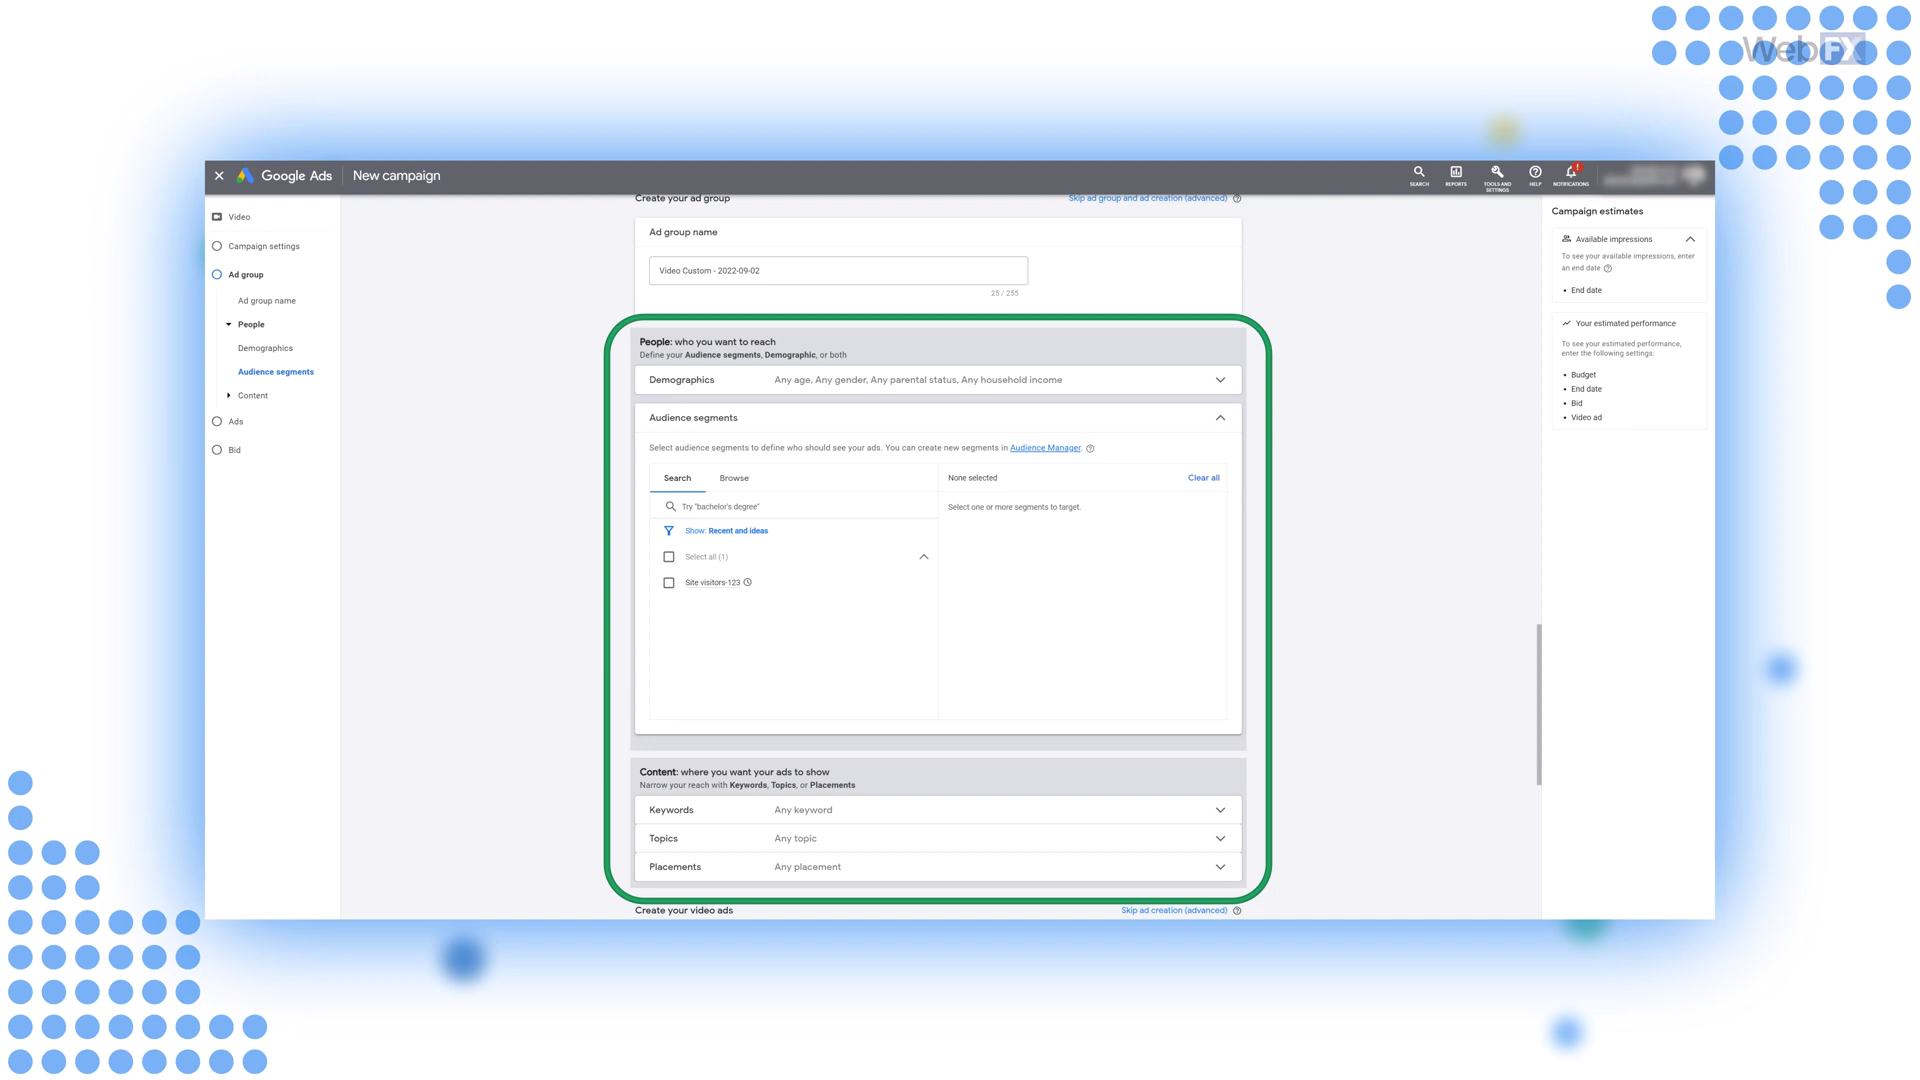 WebFX
Google Ads
New campaign
SEARCH
REPORTS
TOOLS AND
SETTINGS
HELP
!
NOTIFICATIONS
Video
Campaign settings
Ad group
Ad group name
People
Demographics
Audience segments
Content
Ads
Bid
Create your ad group
Skip ad group and ad creation (advanced)
Ad group name
Video Custom - 2022-09-02
25 / 255
People: who you want to reach
Define your Audience segments, Demographic, or both
Demographics
Any age, Any gender, Any parental status, Any household income
Audience segments
Select audience segments to define who should see your ads. You can create new segments in Audience Manager.
Search
Browse
None selected
Clear all
Try "bachelor's degree"
Select one or more segments to target.
Show: Recent and ideas
Select all (1)
Site visitors-123
Content: where you want your ads to show
Narrow your reach with Keywords, Topics, or Placements
Keywords
Any keyword
Topics
Any topic
Placements
Any placement
Create your video ads
Skip ad creation (advanced)
Campaign estimates
Available impressions
To see your available impressions, enter
an end date
• End date
Your estimated performance
To see your estimated performance,
enter the following settings:
• Budget
• End date
• Bid
• Video ad